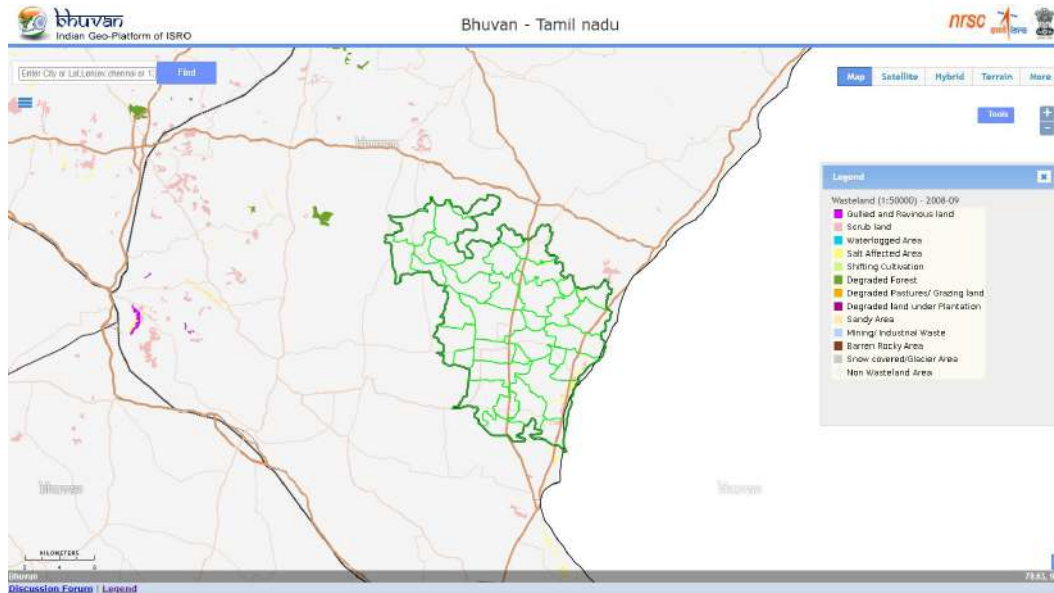 bhuvan
Indian Geo-Platform of ISRO
Bhuvan - Tamil nadu
nrsc
Find
Map Satellite Hybrid Terrain More
Tools
+
-
bhuvan
Legend
Wasteland (1:50000) - 2008-09
Gullied and Ravinous land
Scrub land
Waterlogged Area
Salt Affected Area
Shifting Cultivation
Degraded Forest
Degraded Pastures/ Grazing land
Degraded land under Plantation
Sandy Area
Mining/ Industrial Waste
Barren Rocky Area
Snow covered/Glacier Area
Non Wasteland Area
bhuvan
bhuvan
KILOMETERS
Bhuvan
Discussion Forum | Legend